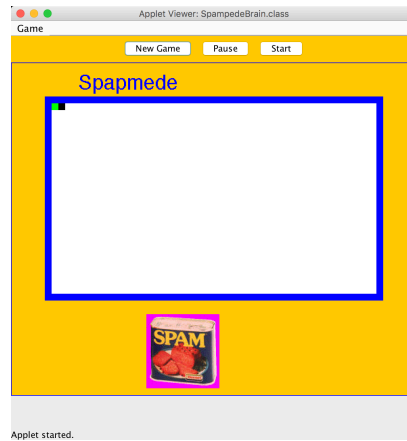 Applet Viewer: SpampedeBrain.class
Game
New Game Pause Start
Spapmede
SPAM
Applet started.